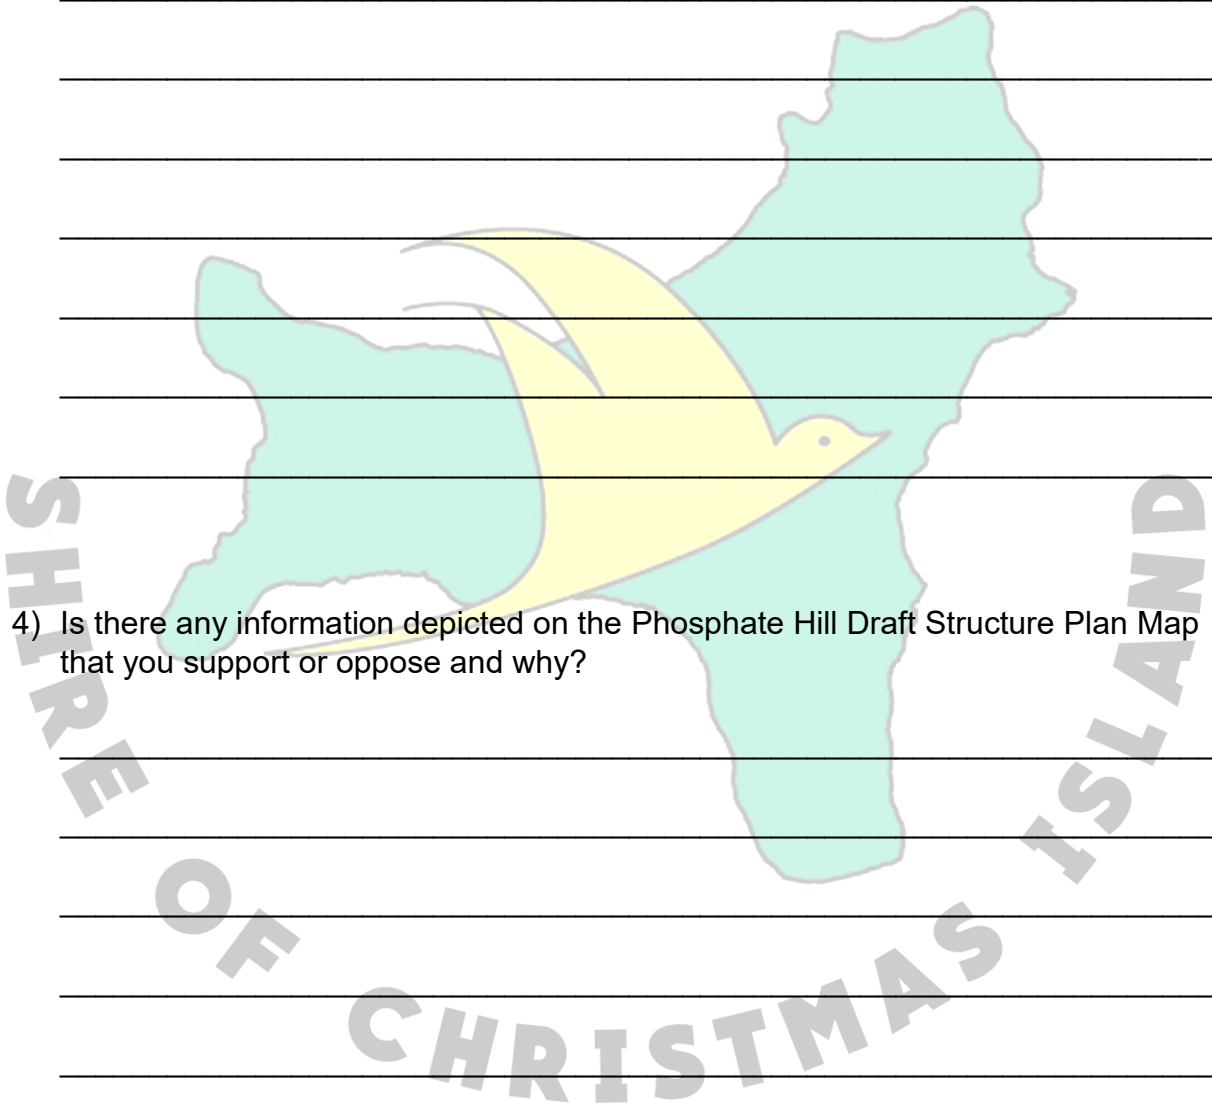 4) Is there any information depicted on the Phosphate Hill Draft Structure Plan Map
that you support or oppose and why?
SHIRE OF CHRISTMAS ISLAND